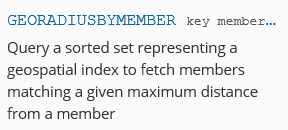 GEORADIUSBYMEMBER key member…
Query a sorted set representing a
geospatial index to fetch members
matching a given maximum distance
from a member